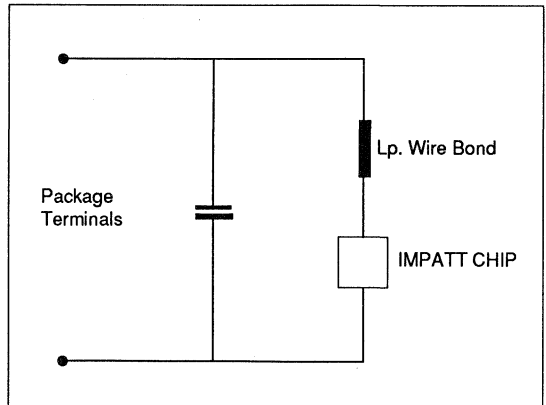 Lp. Wire Bond
Package
Terminals
IMPATT CHIP